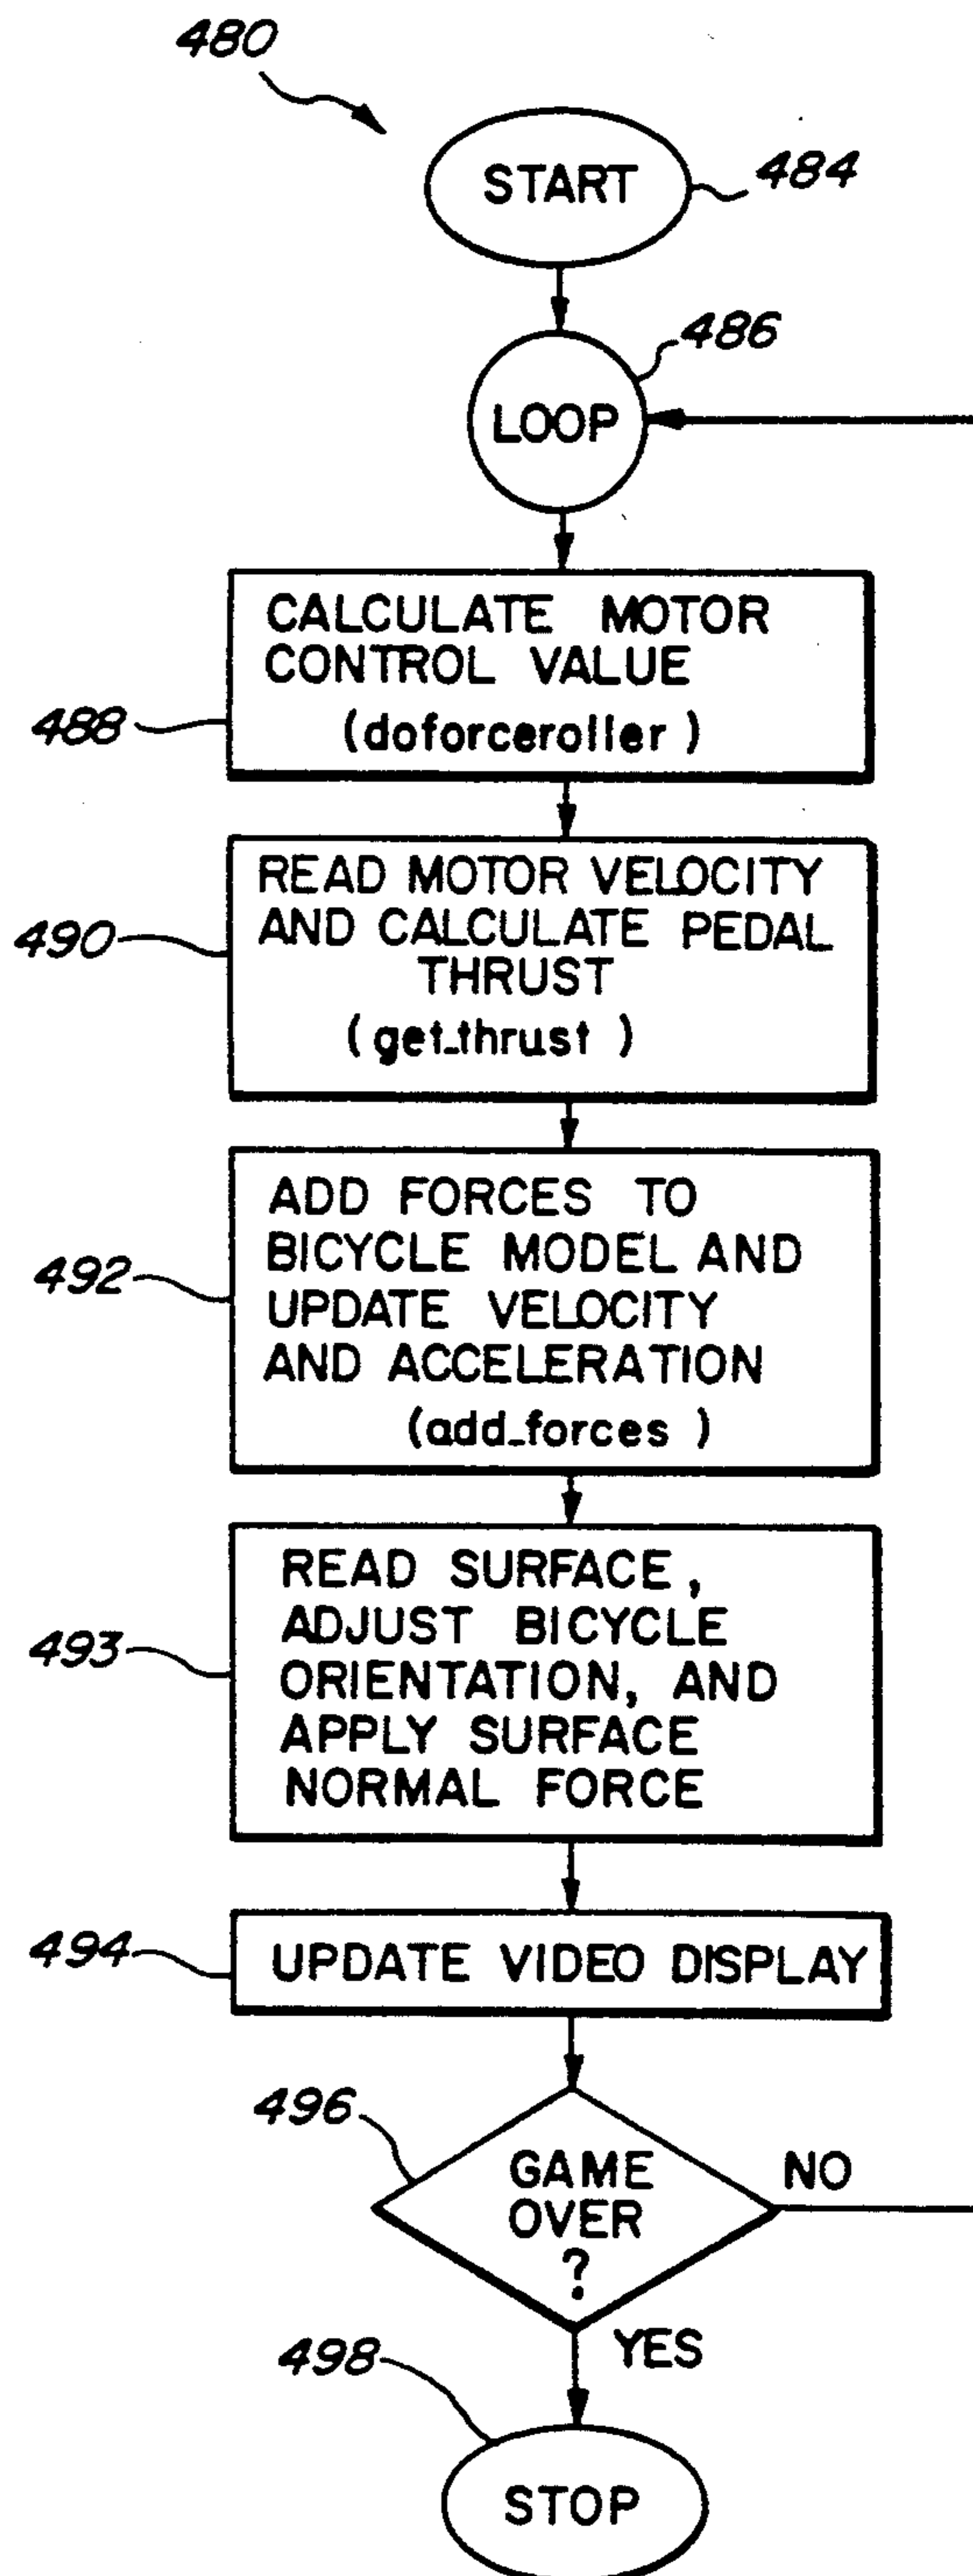 480
START
484
486
LOOP
CALCULATE MOTOR
CONTROL VALUE
488
(doforceroller)
READ MOTOR VELOCITY
490
AND CALCULATE PEDAL
THRUST
(get_thrust)
ADD FORCES TO
BICYCLE MODEL AND
492
UPDATE VELOCITY
AND ACCELERATION
(add_forces)
READ SURFACE,
ADJUST BICYCLE
493
ORIENTATION, AND
APPLY SURFACE
NORMAL FORCE
494
UPDATE VIDEO DISPLAY
496
GAME
OVER
?
NO
YES
498
STOP